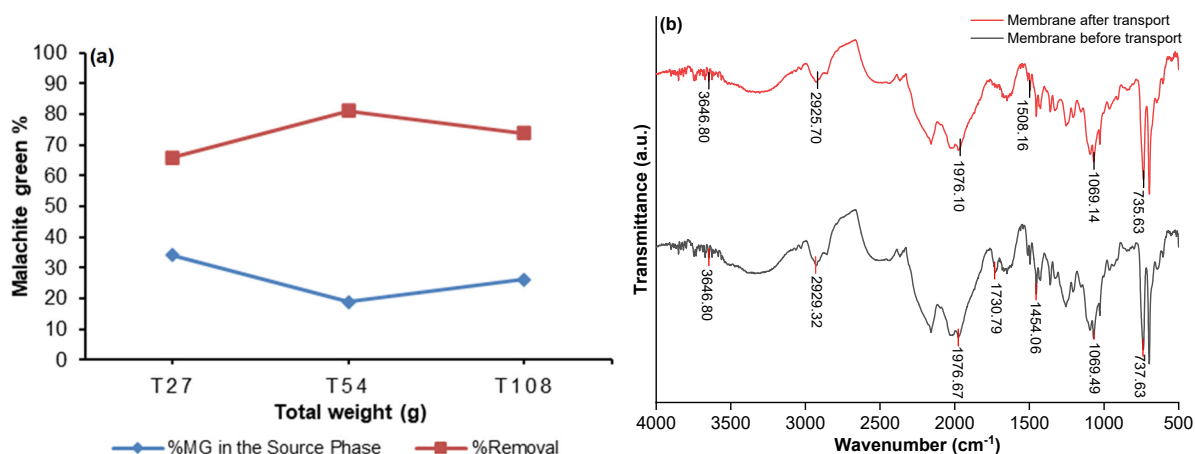 (a)
Malachite green %
100
90
80
70
60
50
40
30
20
10
0
T27 T54 T108
Total weight (g)
%MG in the Source Phase %Removal
(b)
Membrane after transport
Membrane before transport
Transmittance (a.u.)
3646.80
2925.70
1976.10
1508.16
1069.14
735.63
3646.80
2929.32
1976.67
1730.79
1454.06
1069.49
737.63
4000 3500 3000 2500 2000 1500 1000 500
Wavenumber (cm⁻¹)